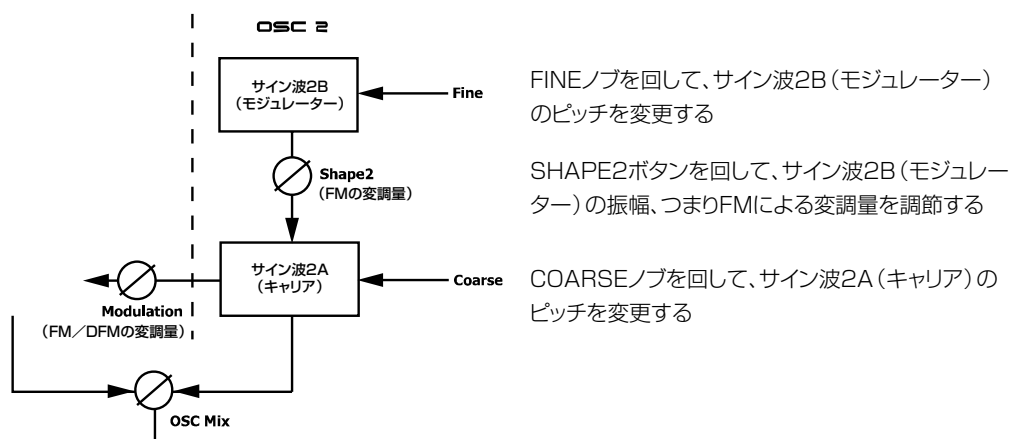 OSC 2
サイン波2B
（モジュレーター）
Fine
FINEノブを回して、サイン波2B（モジュレーター）
のピッチを変更する
Shape2
（FMの変調量）
SHAPE2ボタンを回して、サイン波2B（モジュレー
ター）の振幅、つまりFMによる変調量を調節する
サイン波2A
（キャリア）
Coarse
COARSEノブを回して、サイン波2A（キャリア）の
ピッチを変更する
Modulation
（FM／DFMの変調量）
OSC Mix